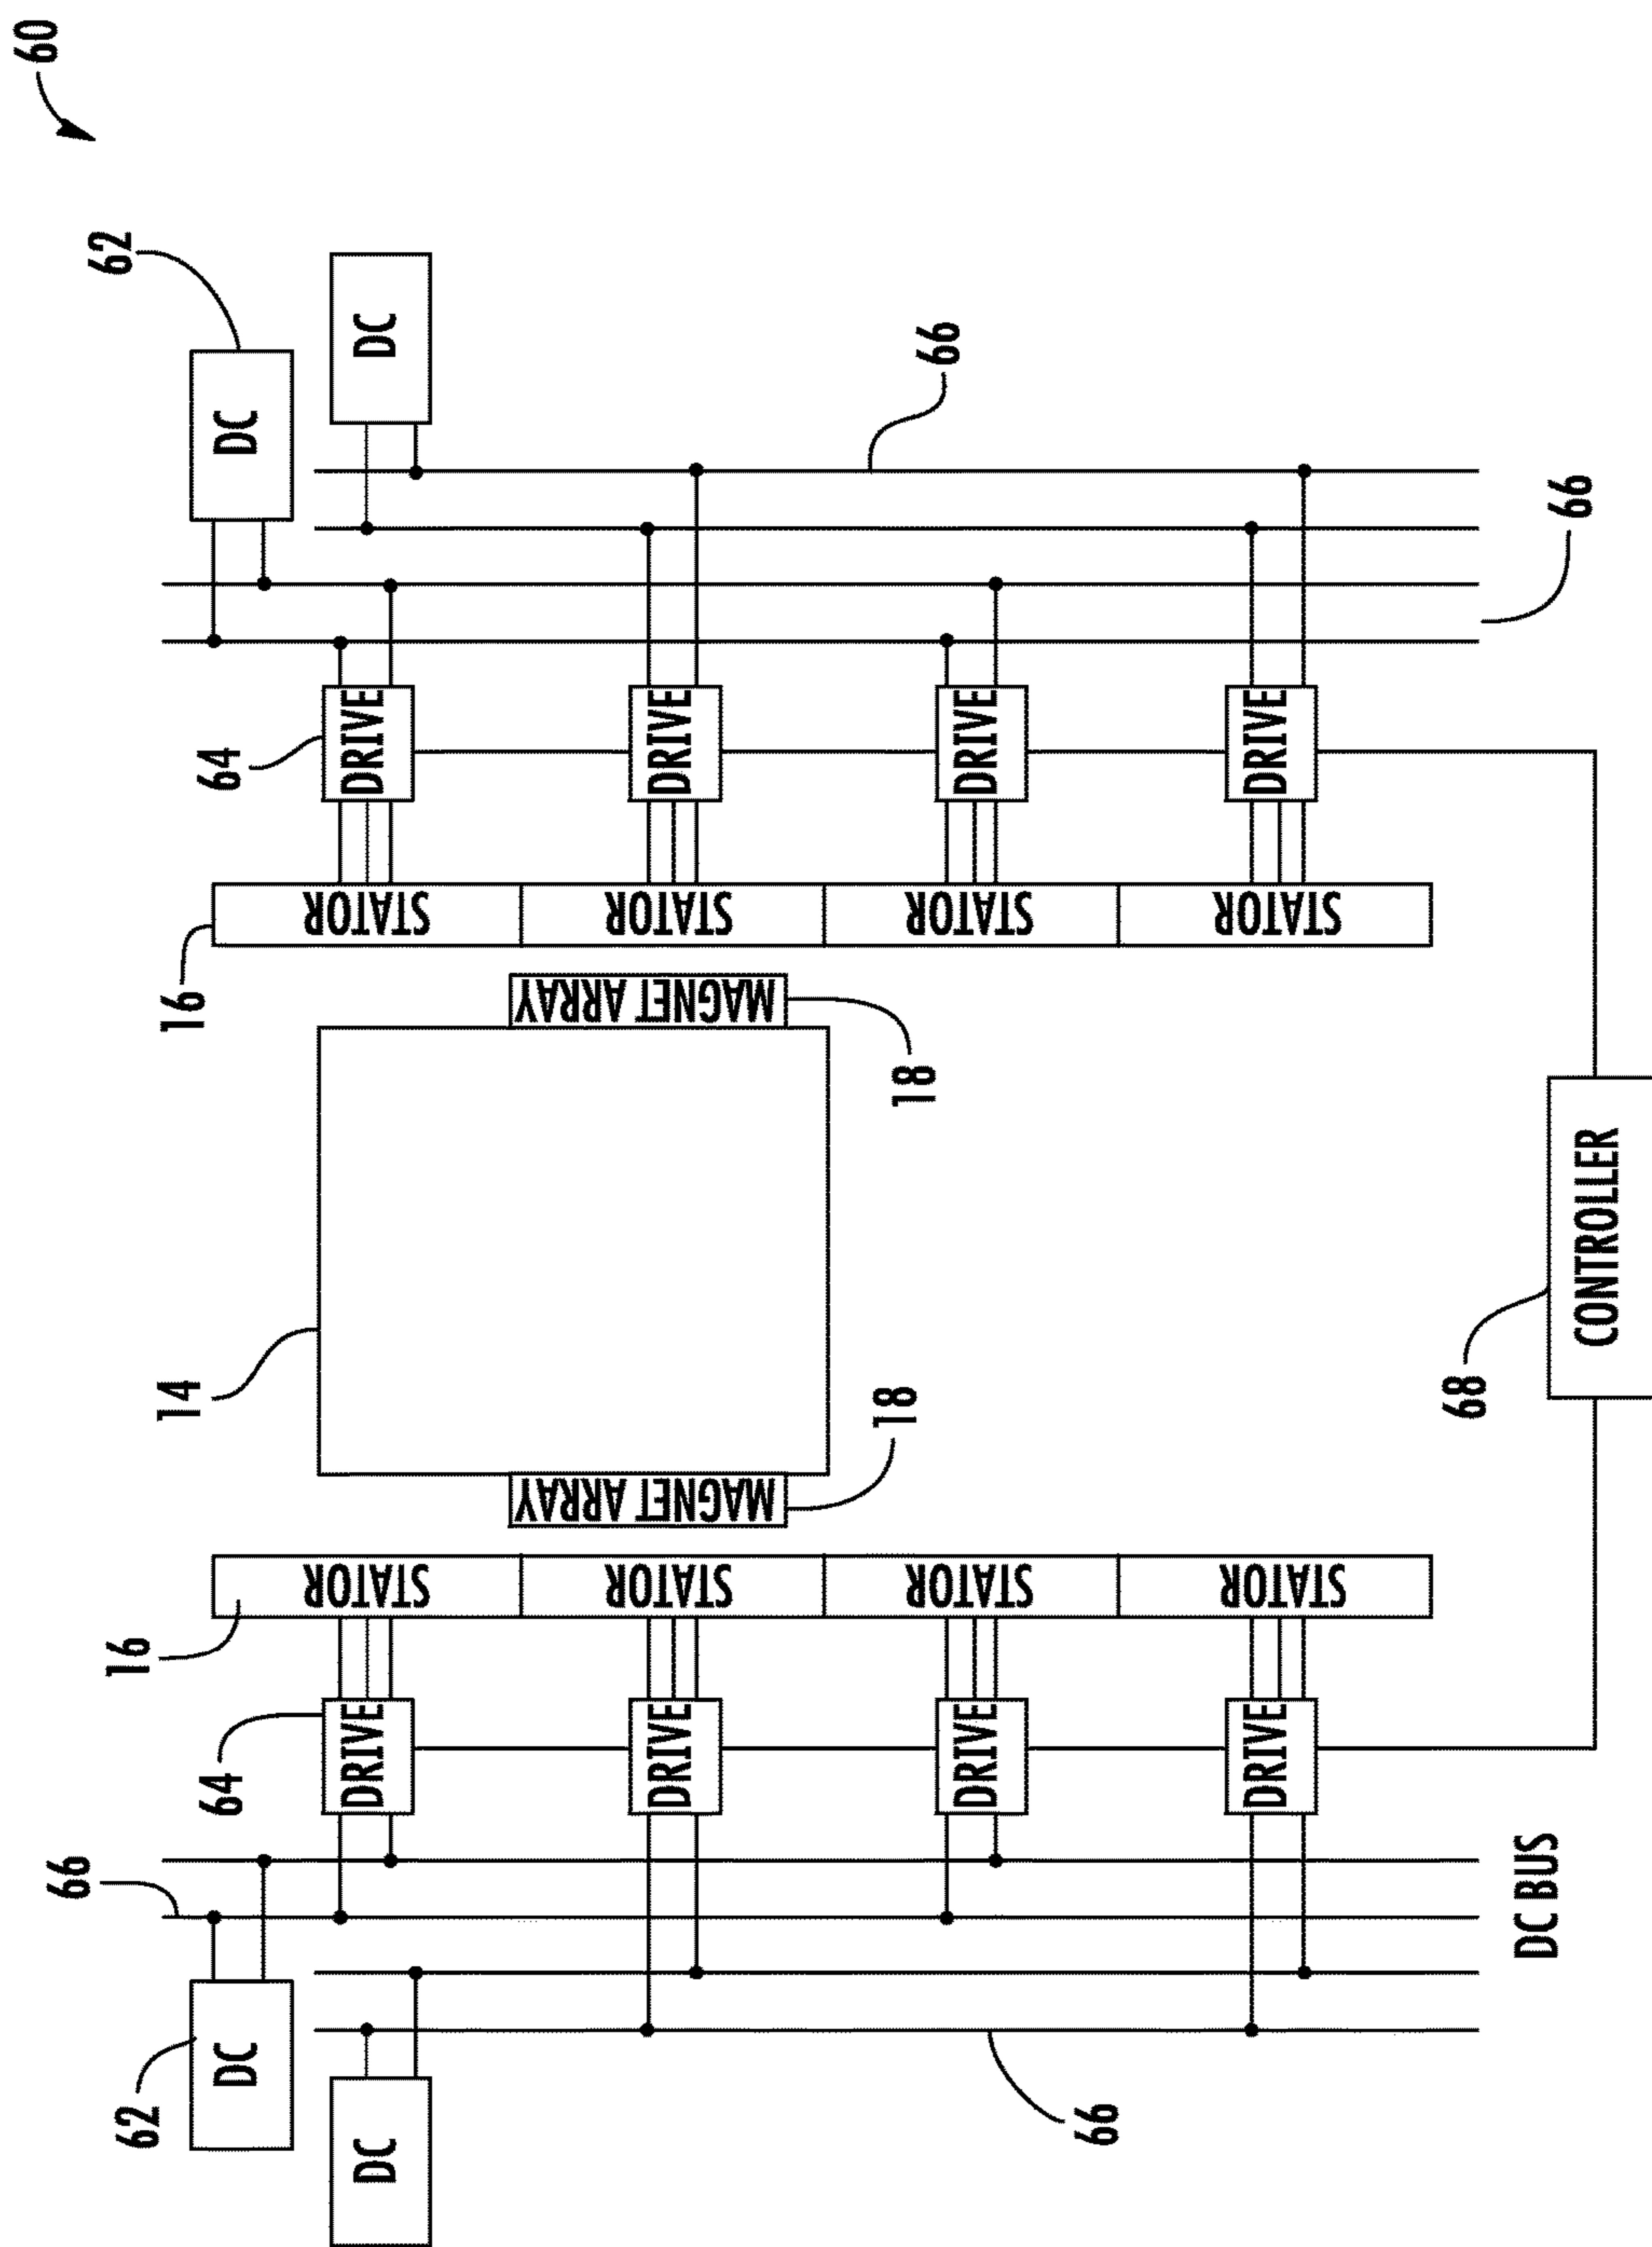 60
66
62
16
62
14
16
64
64
DC
DC
DC
DRIVE
STATOR
STATOR
DRIVE
DC
MAGNET ARRAY
MAGNET ARRAY
DRIVE
STATOR
STATOR
DRIVE
18
18
66
DRIVE
STATOR
STATOR
DRIVE
66
DRIVE
STATOR
STATOR
DRIVE
68
DC BUS
66
CONTROLLER